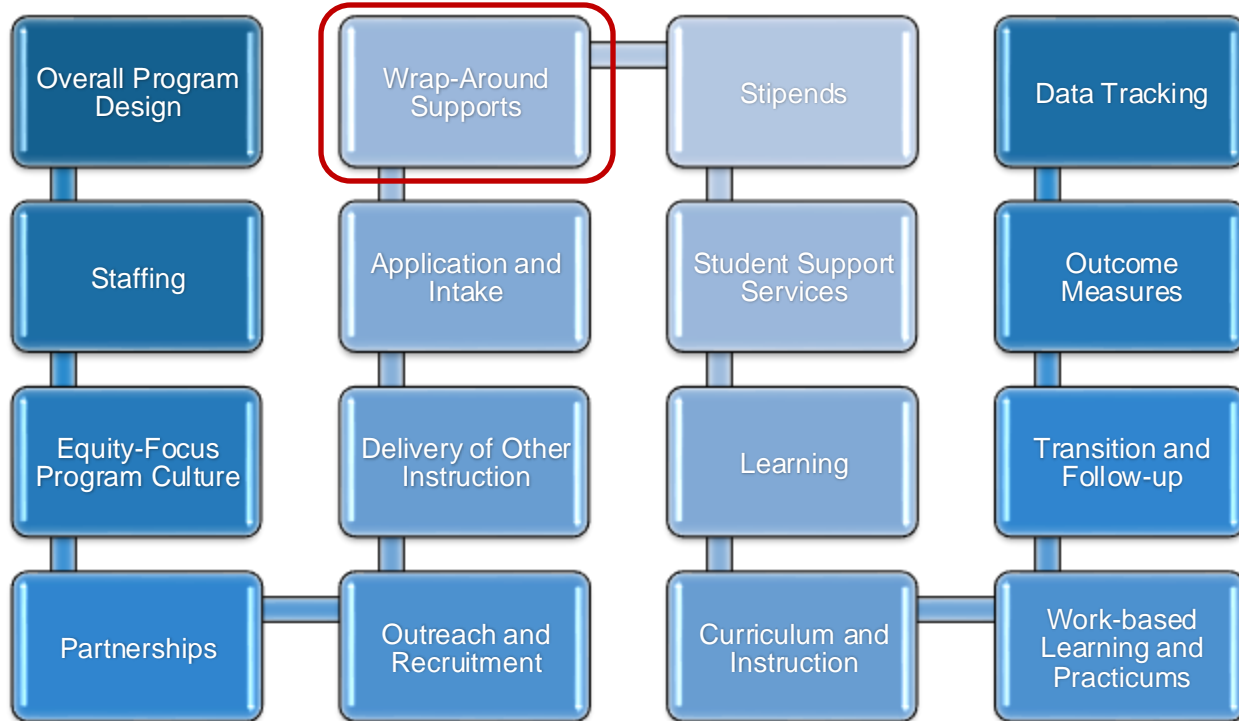 Overall Program
Design
Staffing
Equity-Focus
Program Culture
Partnerships
Outreach and
Recruitment
Delivery of Other
Instruction
Application and
Intake
Wrap-Around
Supports
Stipends
Student Support
Services
Learning
Curriculum and
Instruction
Work-based
Learning and
Practicums
Transition and
Follow-up
Outcome
Measures
Data Tracking